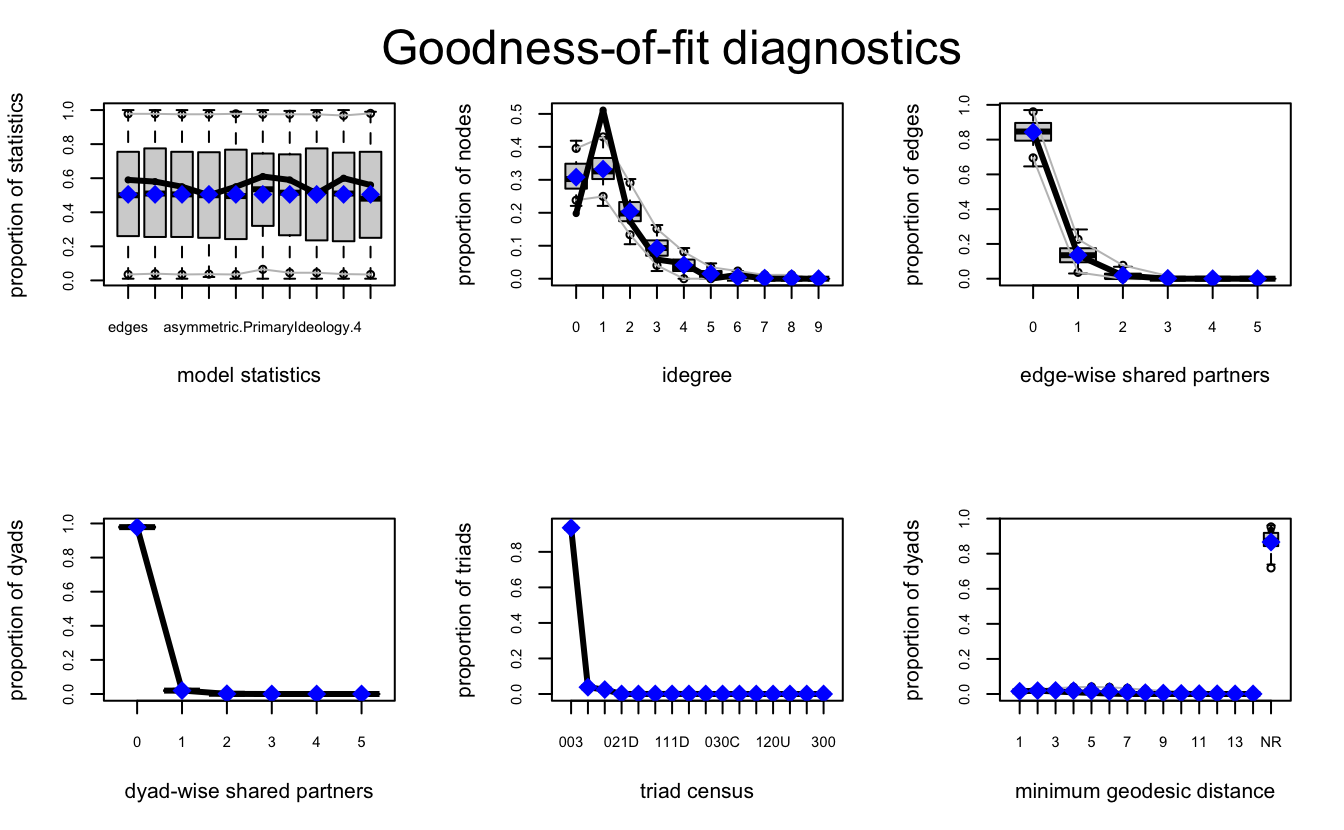 Goodness-of-fit diagnostics
proportion of statistics
0.0 0.2 0.4 0.6 0.8 1.0
edges asymmetric.PrimaryIdeology.4
model statistics
proportion of nodes
0.0 0.1 0.2 0.3 0.4 0.5
0 1 2 3 4 5 6 7 8 9
idegree
proportion of edges
0.0 0.2 0.4 0.6 0.8 1.0
0 1 2 3 4 5
edge-wise shared partners
proportion of dyads
0.0 0.2 0.4 0.6 0.8 1.0
0 1 2 3 4 5
dyad-wise shared partners
proportion of triads
0.0 0.2 0.4 0.6 0.8
003 021D 111D 030C 120U 300
triad census
proportion of dyads
0.0 0.2 0.4 0.6 0.8 1.0
1 3 5 7 9 11 13 NR
minimum geodesic distance